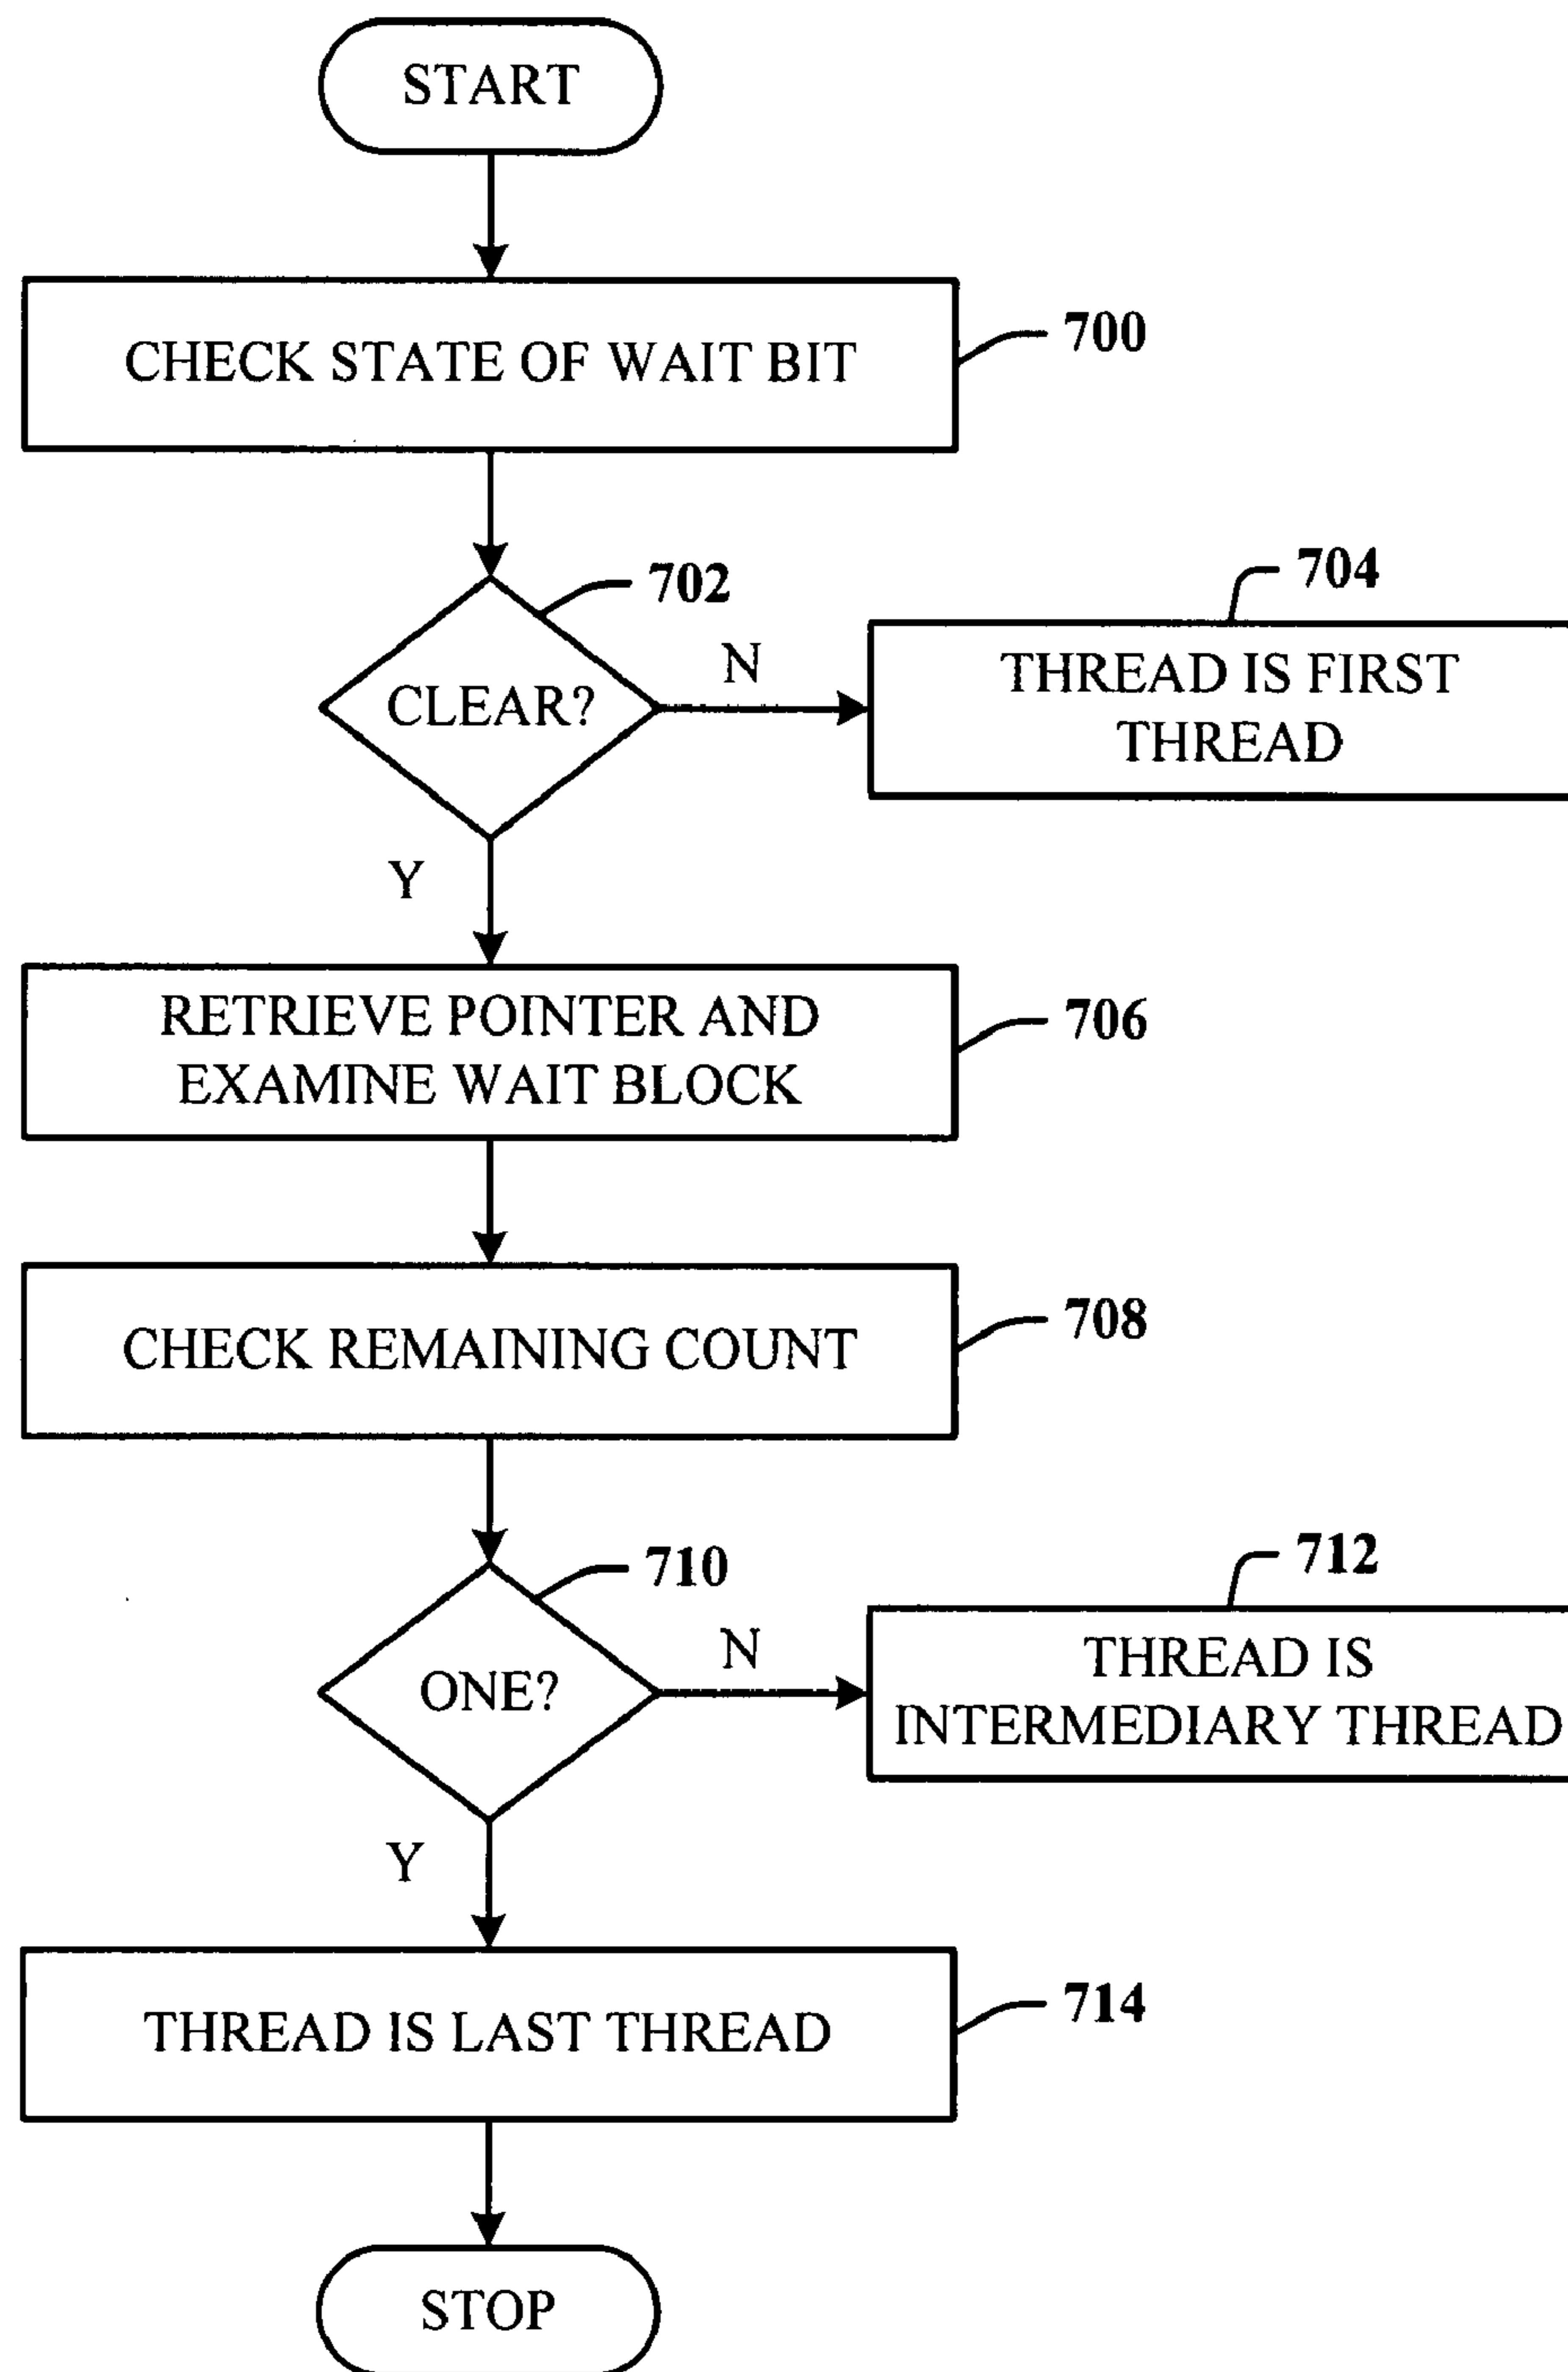 START
CHECK STATE OF WAIT BIT
700
702
704
CLEAR?
N
THREAD IS FIRST
THREAD
Y
RETRIEVE POINTER AND
EXAMINE WAIT BLOCK
706
CHECK REMAINING COUNT
708
710
712
ONE?
N
THREAD IS
INTERMEDIARY THREAD
Y
THREAD IS LAST THREAD
714
STOP